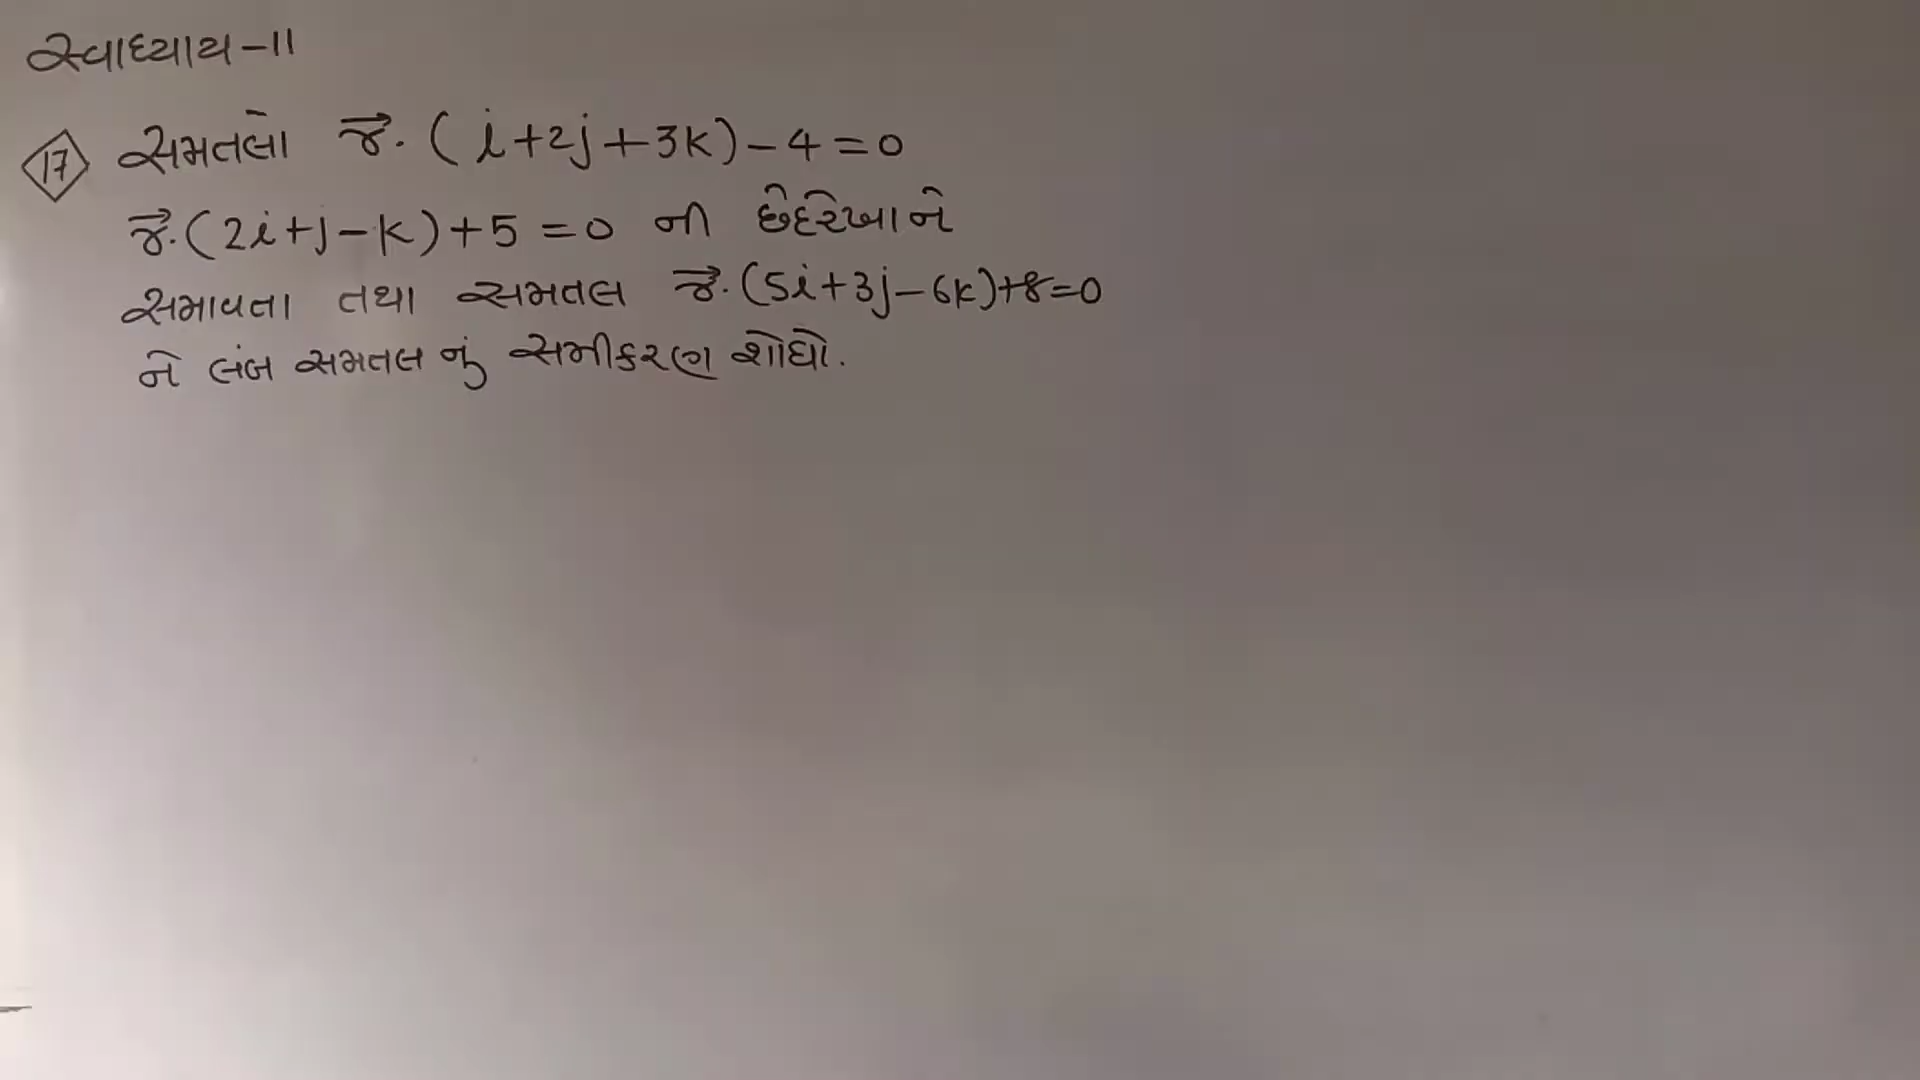 સ્વાધ્યાય-11
17 સમતલો r⃗. (i+2j+3k)-4=0
r⃗.(2i+j-k)+5=0 ની છેદરેખાને
સમાવતા તથા સમતલ r⃗.(5i+3j-6k)+8=0
ને લંબ સમતલ નું સમીકરણ શોધો.